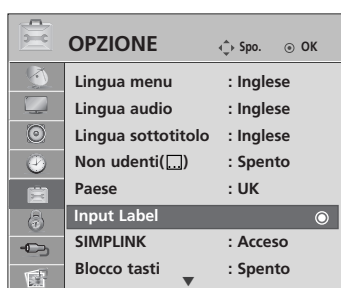 OPZIONE Spo. OK
Lingua menu : Inglese
Lingua audio : Inglese
Lingua sottotitolo : Inglese
Non udenti( ) : Spento
Paese : UK
Input Label
SIMPLINK : Acceso
Blocco tasti : Spento